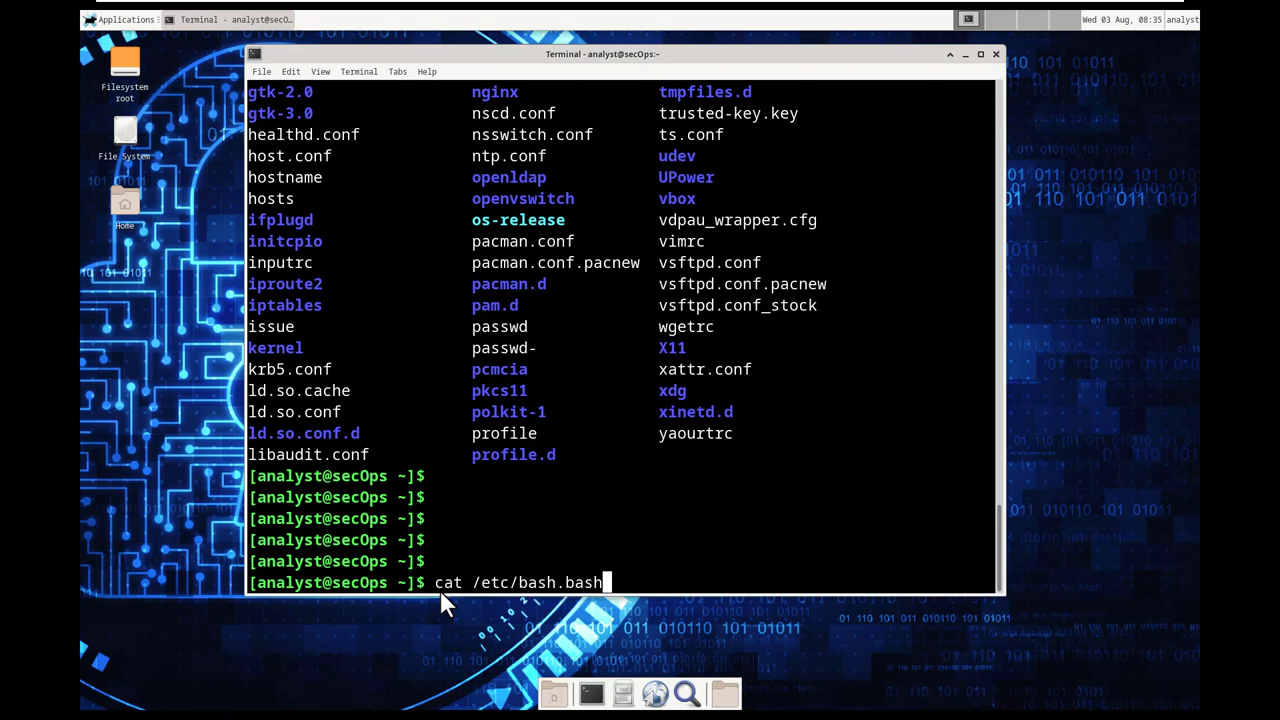 Applications
Terminal - analyst@secO...
Wed 03 Aug, 08:35
analyst
Filesystem
root
File System
Home
Terminal - analyst@secOps:~
File Edit View Terminal Tabs Help
gtk-2.0 nginx tmpfiles.d
gtk-3.0 nscd.conf trusted-key.key
healthd.conf nsswitch.conf ts.conf
host.conf ntp.conf udev
hostname openldap UPower
hosts openvswitch vbox
ifplugd os-release vdpau_wrapper.cfg
initcpio pacman.conf vimrc
inputrc pacman.conf.pacnew vsftpd.conf
iproute2 pacman.d vsftpd.conf.pacnew
iptables pam.d vsftpd.conf_stock
issue passwd wgetrc
kernel passwd- X11
krb5.conf pcmcia xattr.conf
ld.so.cache pkcs11 xdg
ld.so.conf polkit-1 xinetd.d
ld.so.conf.d profile yaourtrc
libaudit.conf profile.d
[analyst@secOps ~]$
[analyst@secOps ~]$
[analyst@secOps ~]$
[analyst@secOps ~]$
[analyst@secOps ~]$
[analyst@secOps ~]$ cat /etc/bash.bash